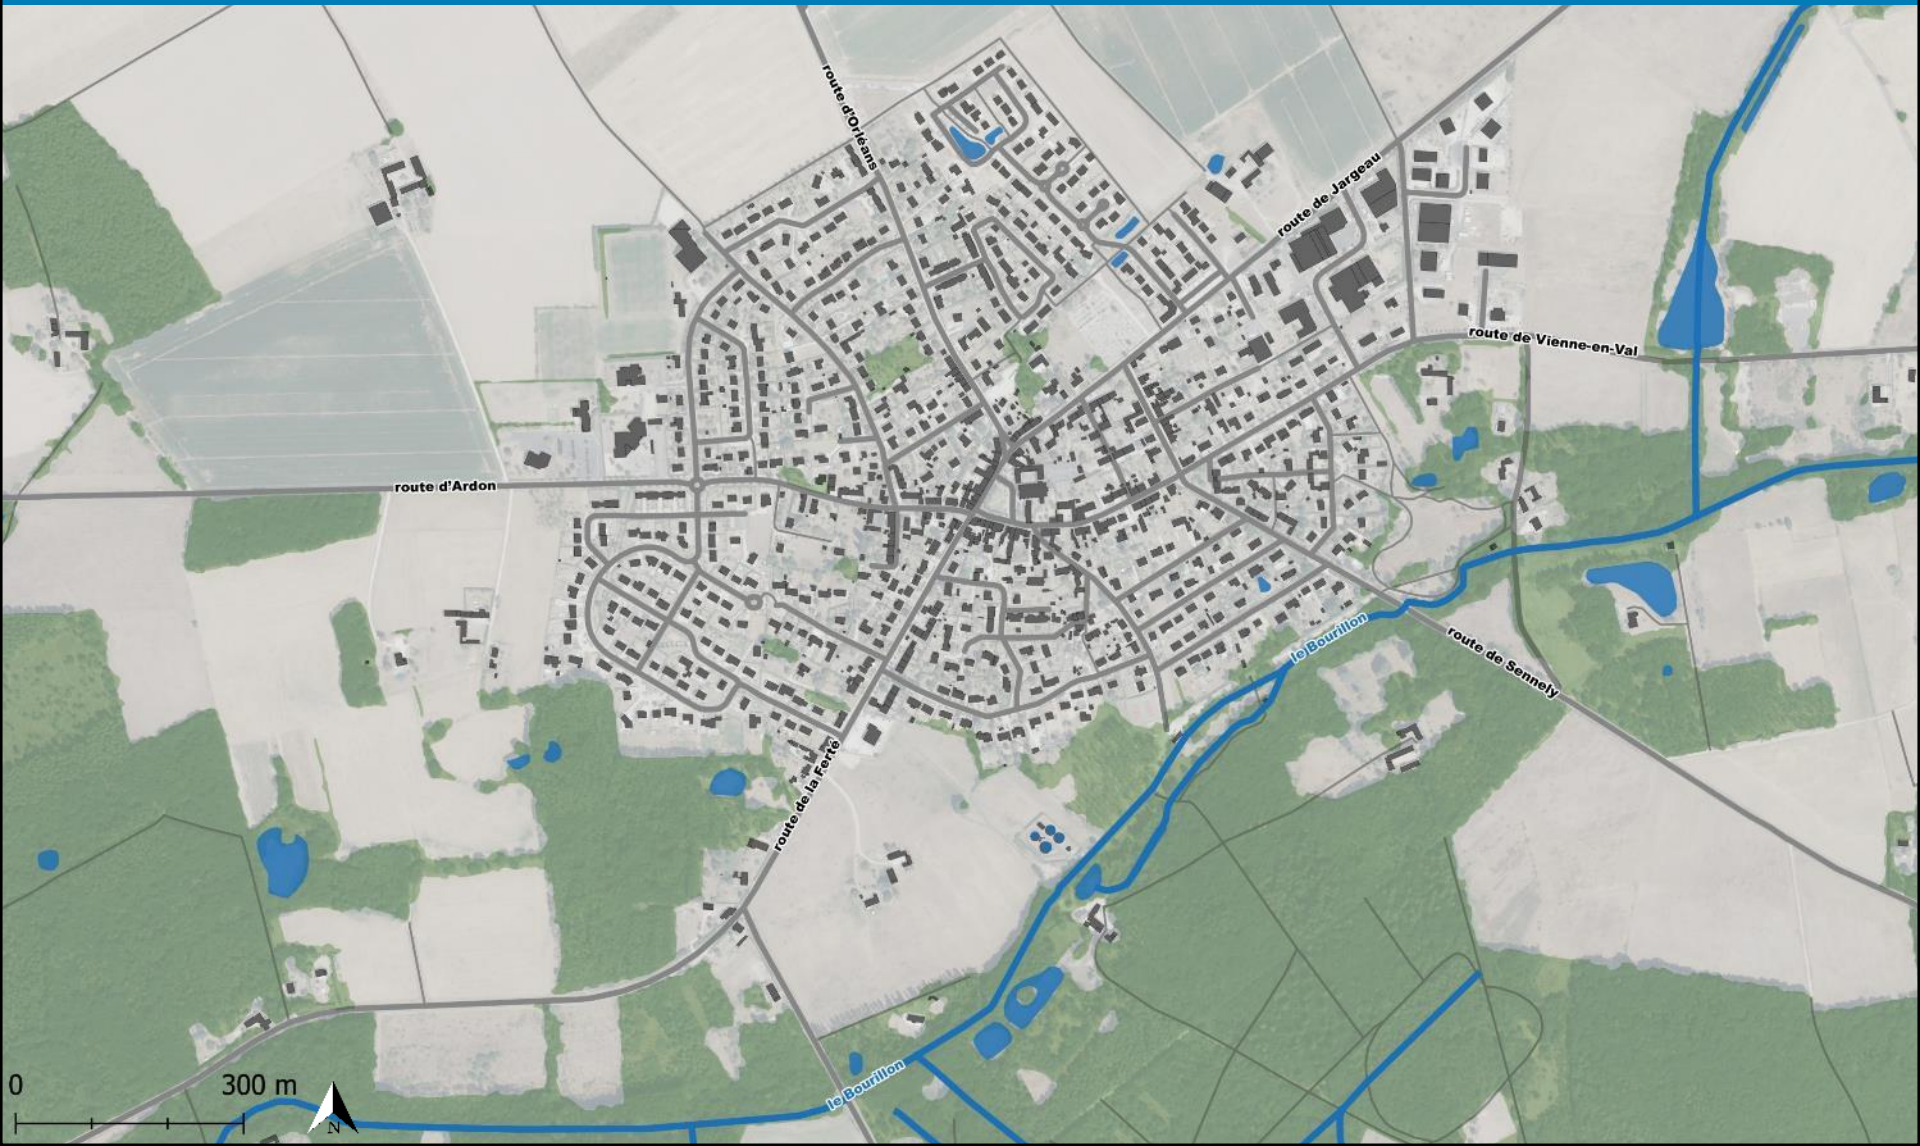 route d'Orléans
route de Jargeau
route de Vienne-en-Val
route d'Ardon
le Bourillon
route de Sennely
route de la Ferté
le Bourillon
0 300 m
N